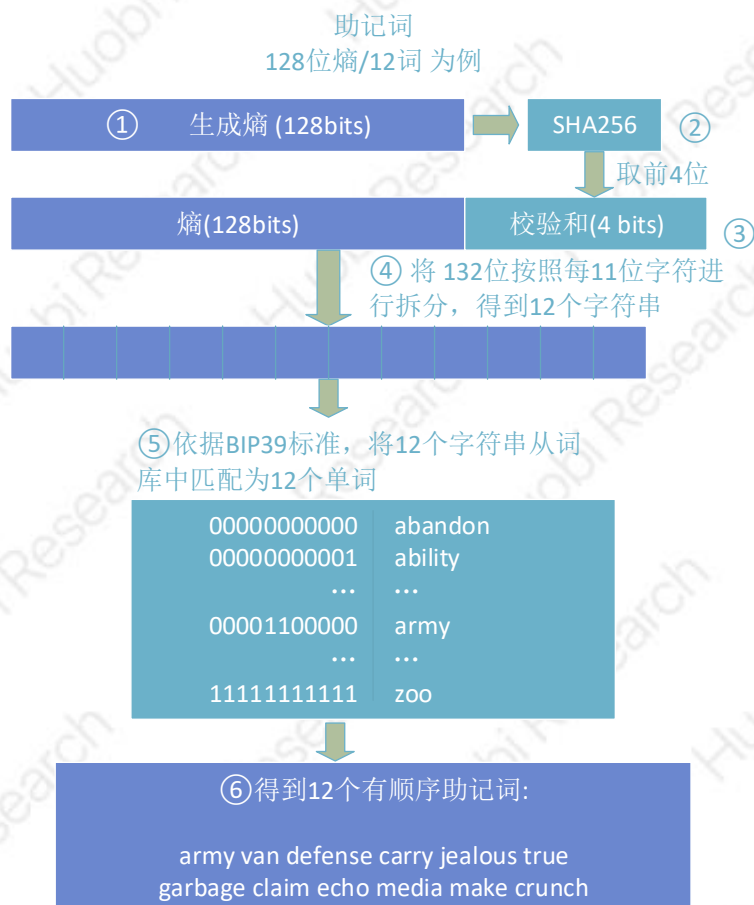 助记词
128位熵/12词 为例
① 生成熵 (128bits)
SHA256 ②
取前4位
熵(128bits)
校验和(4 bits)
③
④ 将 132位按照每11位字符进
行拆分，得到12个字符串
⑤依据BIP39标准，将12个字符串从词
库中匹配为12个单词
00000000000 abandon
00000000001 ability
... ...
00001100000 army
... ...
11111111111 zoo
⑥得到12个有顺序助记词:
army van defense carry jealous true
garbage claim echo media make crunch
Huobi Research